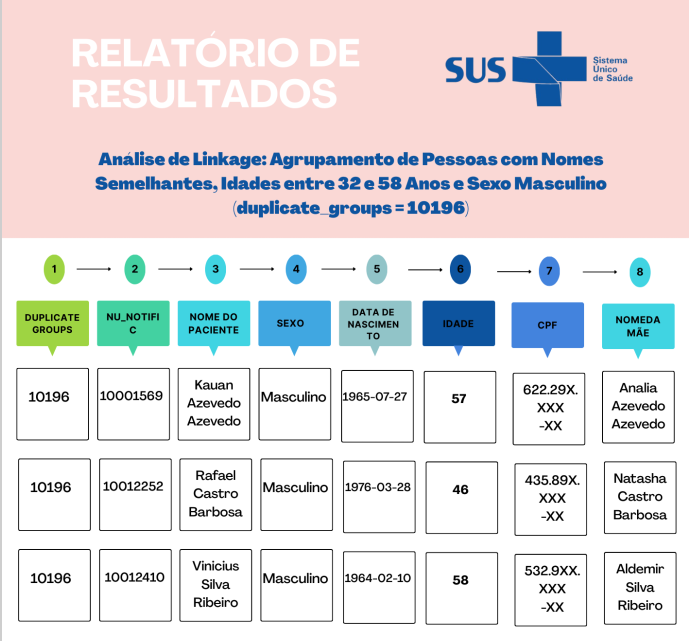 RELATÓRIO DE
RESULTADOS
SUS
Sistema
Único
de Saúde
Análise de Linkage: Agrupamento de Pessoas com Nomes
Semelhantes, Idades entre 32 e 58 Anos e Sexo Masculino
(duplicate_groups = 10196)
1 2 3 4 5 6 7 8
DUPLICATE
GROUPS
NU_NOTIFI
C
NOME DO
PACIENTE
SEXO
DATA DE
NASCIMEN
TO
IDADE
CPF
NOMEDA
MÃE
10196
10001569
Kauan
Azevedo
Azevedo
Masculino
1965-07-27
57
622.29X.
XXX
-XX
Analia
Azevedo
Azevedo
10196
10012252
Rafael
Castro
Barbosa
Masculino
1976-03-28
46
435.89X.
XXX
-XX
Natasha
Castro
Barbosa
10196
10012410
Vinicius
Silva
Ribeiro
Masculino
1964-02-10
58
532.9XX.
XXX
-XX
Aldemir
Silva
Ribeiro